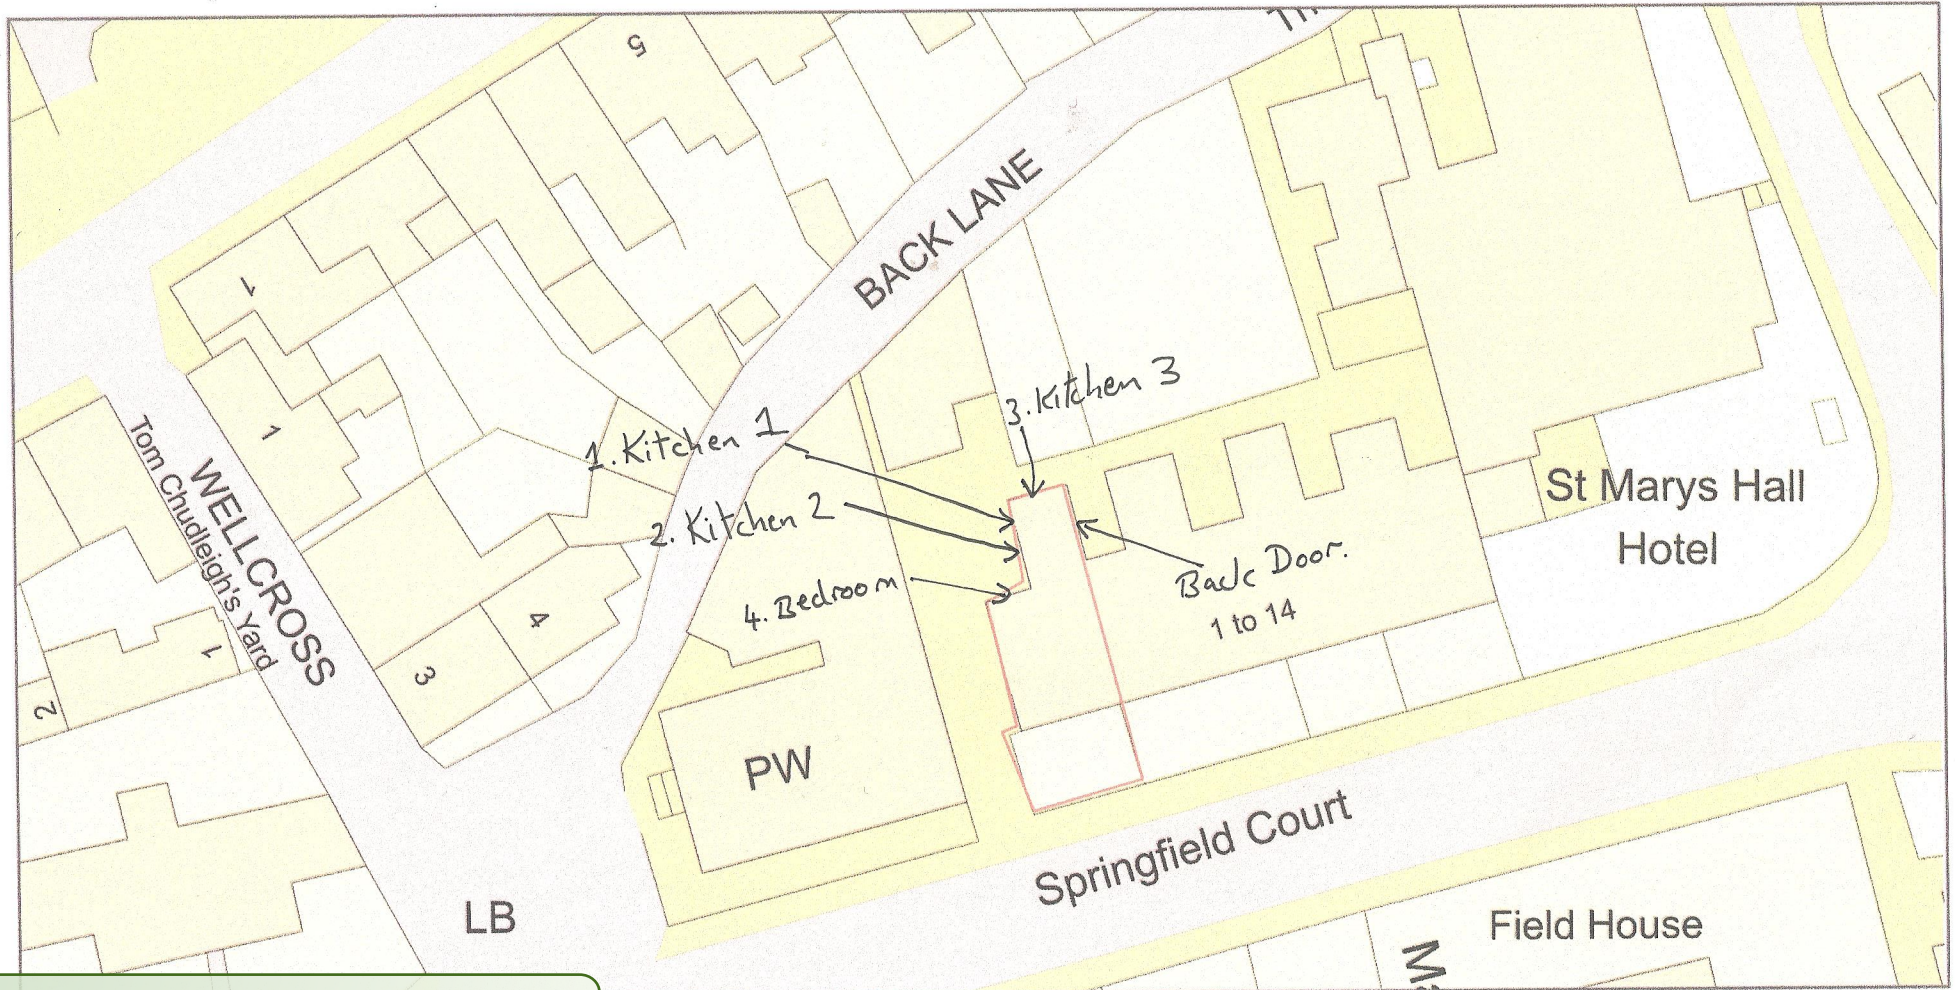 5
BACK LANE
1
1
3. Kitchen 3
1. Kitchen 1
2. Kitchen 2
4. Bedroom
Back Door.
1 to 14
St Marys Hall
Hotel
WELLCROSS
Tom Chudleigh's Yard
1
2
3
4
PW
Springfield Court
LB
Field House